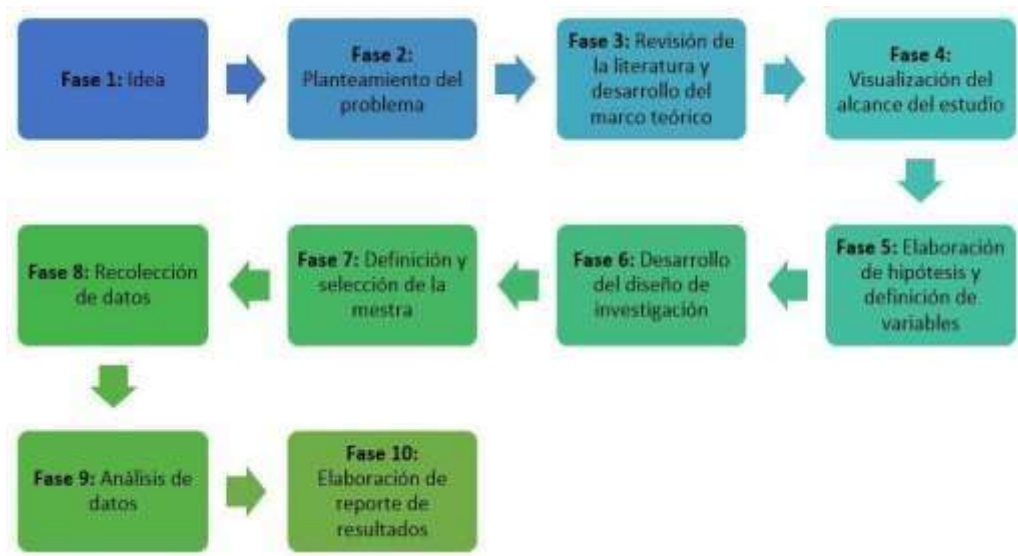 Fase 1: Idea
Fase 2:
Planteamiento del
problema
Fase 3: Revisión de
la literatura y
desarrollo del
marco teórico
Fase 4:
Visualización del
alcance del estudio
Fase 5: Elaboración
de hipótesis y
definición de
variables
Fase 6: Desarrollo
del diseño de
investigación
Fase 7: Definición y
selección de la
mestra
Fase 8: Recolección
de datos
Fase 9: Análisis de
datos
Fase 10:
Elaboración de
reporte de
resultados